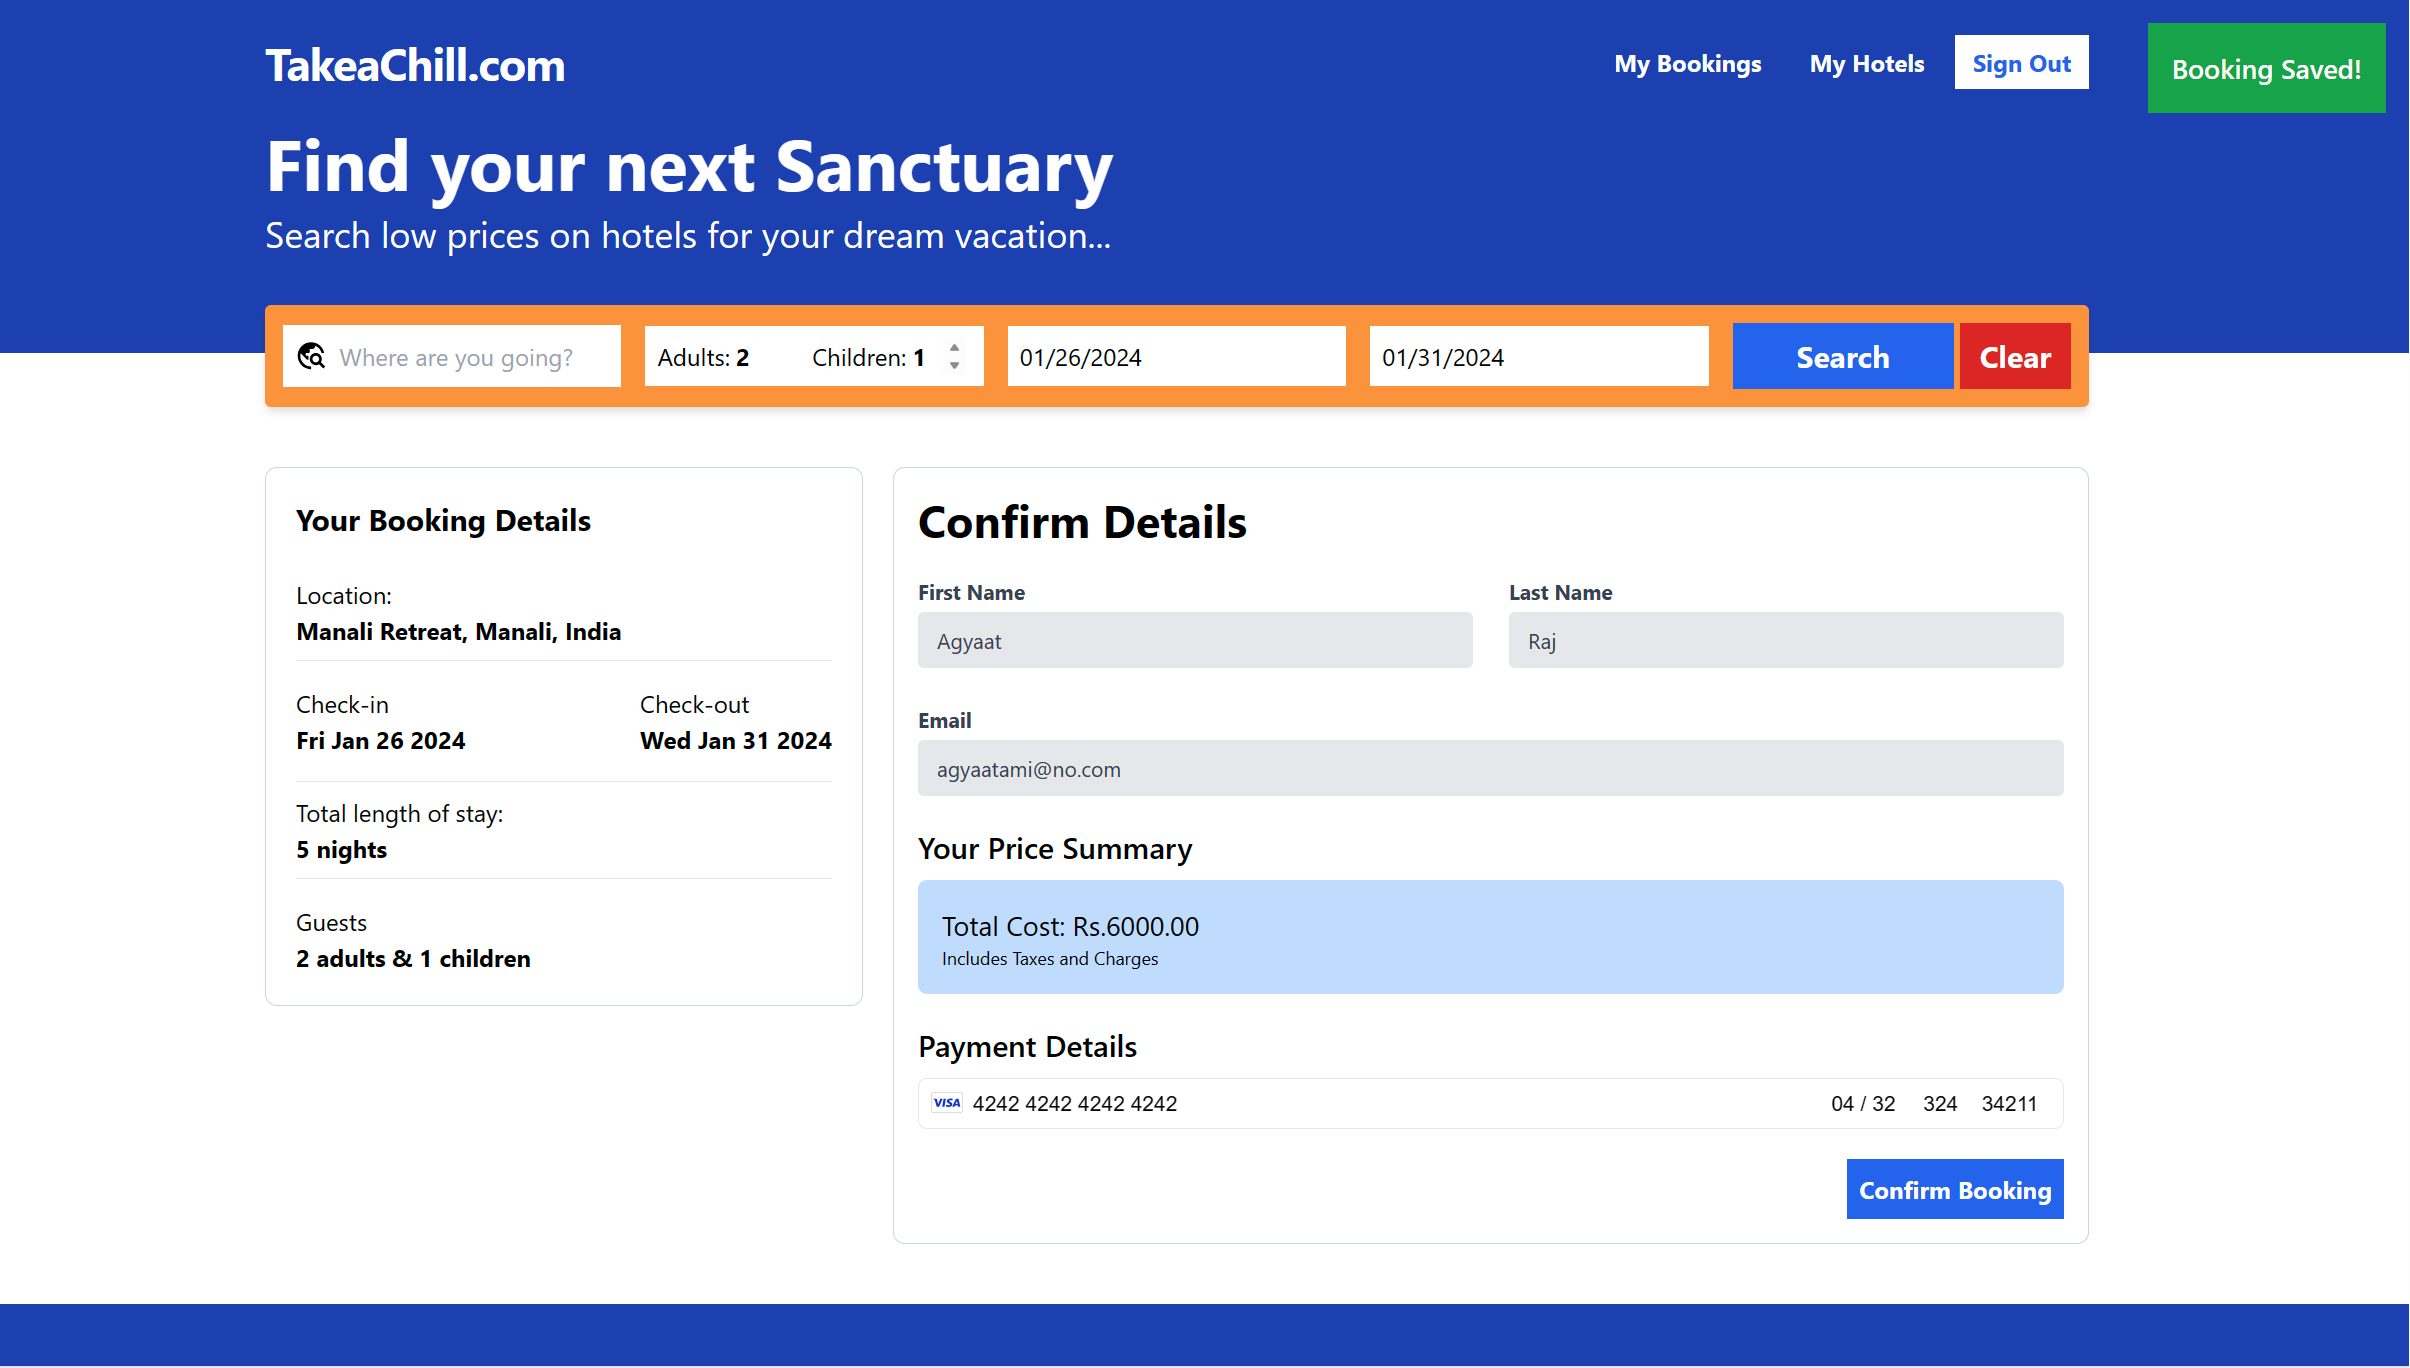 TakeaChill.com
My Bookings
My Hotels
Sign Out
Booking Saved!
Find your next Sanctuary
Search low prices on hotels for your dream vacation...
Where are you going?
Adults: 2
Children: 1
01/26/2024
01/31/2024
Search
Clear
Your Booking Details
Location:
Manali Retreat, Manali, India
Check-in
Check-out
Fri Jan 26 2024
Wed Jan 31 2024
Total length of stay:
5 nights
Guests
2 adults & 1 children
Confirm Details
First Name
Last Name
Agyaat
Raj
Email
agyaatami@no.com
Your Price Summary
Total Cost: Rs.6000.00
Includes Taxes and Charges
Payment Details
VISA 4242 4242 4242 4242 04 / 32 324 34211
Confirm Booking